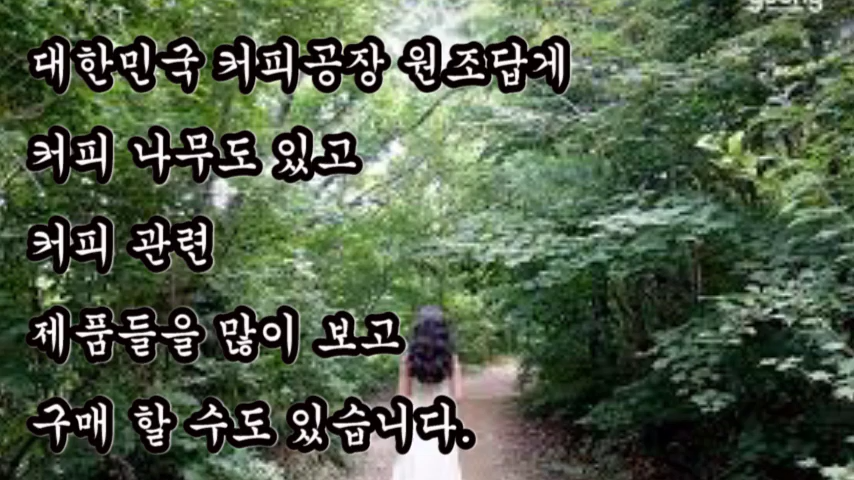 대한민국 커피공장 원조답게
커피 나무도 있고
커피 관련
제품들을 많이 보고
구매 할 수도 있습니다.